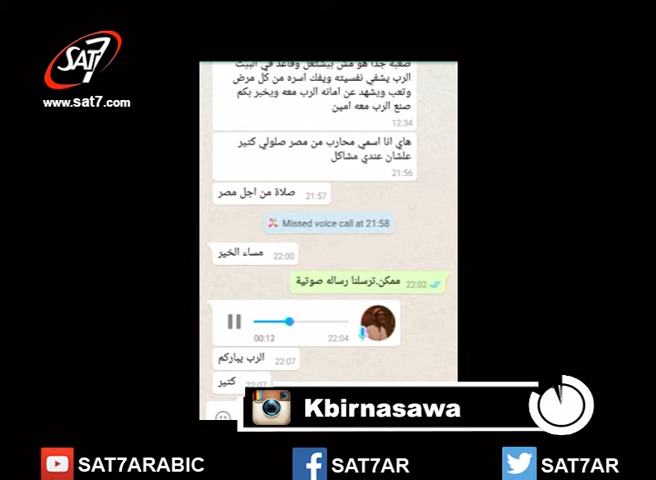 SAT7
www.sat7.com
صعبة جدا هو مش بيشتغل وقاعد في البيت
الرب يشفي نفسيته ويفك اسره من كل مرض
وتعب ويشهد عن امانه الرب معه ويخبر بكم
صنع الرب معه امين
12:34
هاي انا اسمي محارب من مصر صلولي كتير
علشان عندي مشاكل
21:56
صلاة من اجل مصر
21:57
Missed voice call at 21:58
مساء الخير
22:00
ممكن.ترسلنا رساله صوتية
22:02
00:12
22:04
الرب يباركم
22:07
كتير
22:07
Kbirnasawa
SAT7ARABIC
SAT7AR
SAT7AR